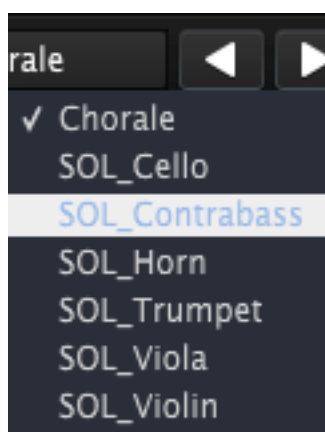 rale
✓ Chorale
SOL_Cello
SOL_Contrabass
SOL_Horn
SOL_Trumpet
SOL_Viola
SOL_Violin